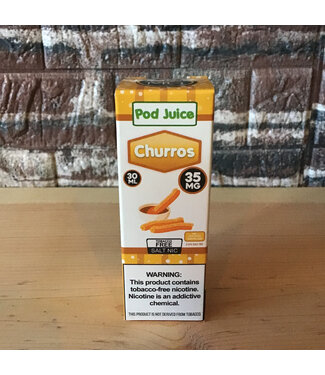 Pod Juice
Churros
30
ML
35
MG
FREE
SALT NIC
WARNING:
This product contains
tobacco-free nicotine.
Nicotine is an addictive
chemical.
THIS PRODUCT IS NOT DERIVED FROM TOBACCO